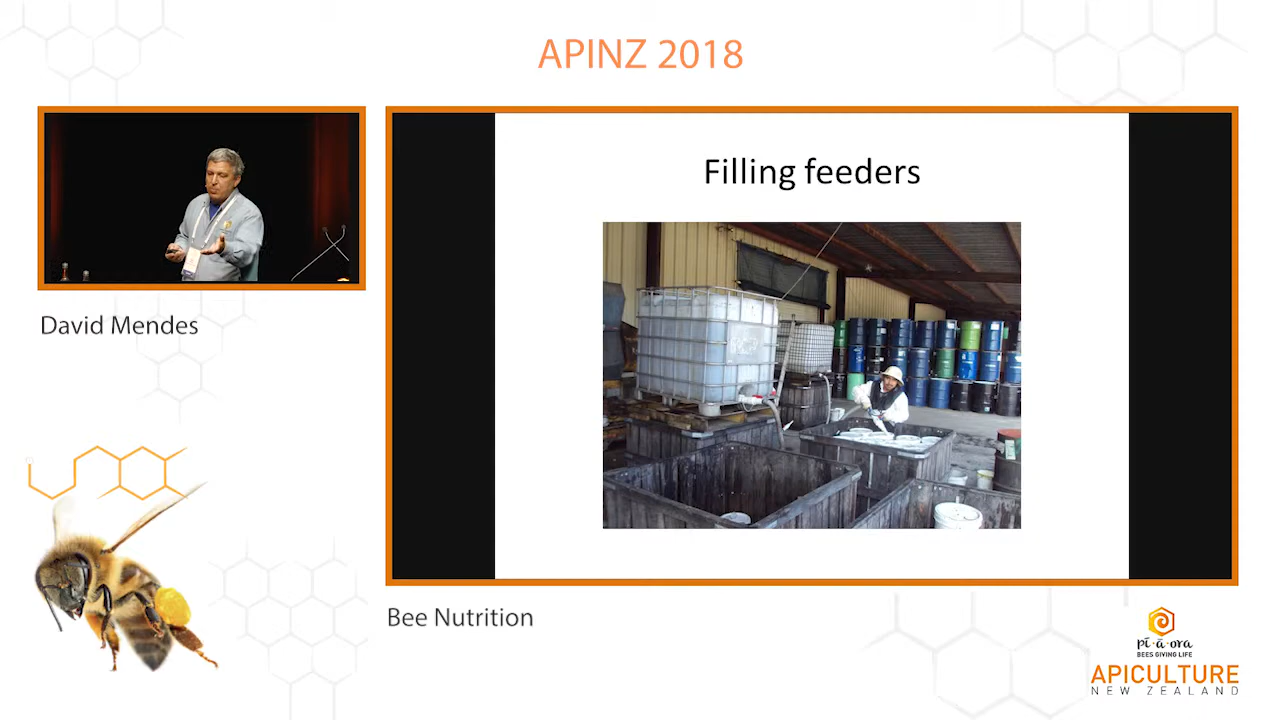 APINZ 2018
David Mendes
Filling feeders
Bee Nutrition
pī·ā·ora
BEES GIVING LIFE
APICULTURE
NEW ZEALAND